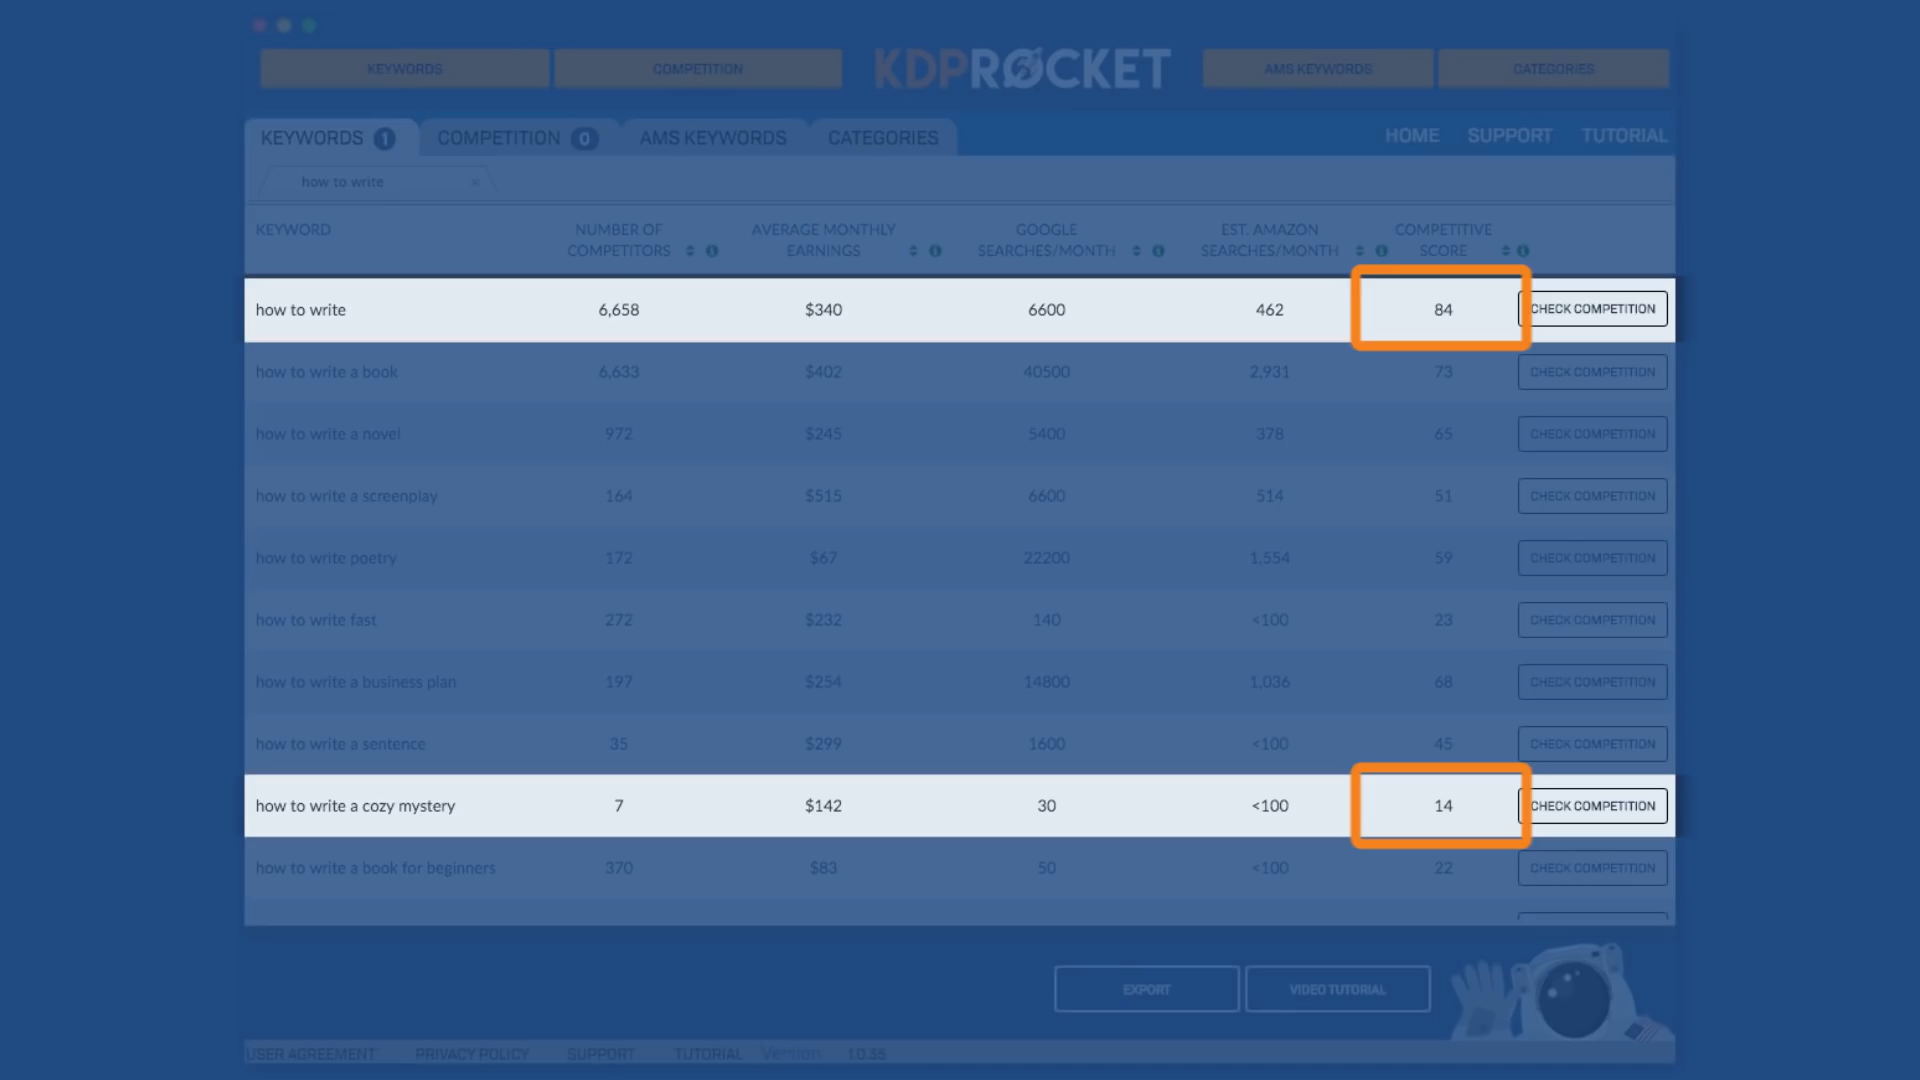 KEYWORDS COMPETITION KDPROCKET AMS KEYWORDS CATEGORIES
KEYWORDS 1 COMPETITION 0 AMS KEYWORDS CATEGORIES HOME SUPPORT TUTORIAL
how to write ×
KEYWORD NUMBER OF COMPETITORS AVERAGE MONTHLY EARNINGS GOOGLE SEARCHES/MONTH EST. AMAZON SEARCHES/MONTH COMPETITIVE SCORE
how to write 6,658 $340 6600 462 84 CHECK COMPETITION
how to write a book 6,633 $402 40500 2,931 73 CHECK COMPETITION
how to write a novel 972 $245 5400 378 65 CHECK COMPETITION
how to write a screenplay 164 $515 6600 514 51 CHECK COMPETITION
how to write poetry 172 $67 22200 1,554 59 CHECK COMPETITION
how to write fast 272 $232 140 <100 23 CHECK COMPETITION
how to write a business plan 197 $254 14800 1,036 68 CHECK COMPETITION
how to write a sentence 35 $299 1600 <100 45 CHECK COMPETITION
how to write a cozy mystery 7 $142 30 <100 14 CHECK COMPETITION
how to write a book for beginners 370 $83 50 <100 22 CHECK COMPETITION
EXPORT VIDEO TUTORIAL
USER AGREEMENT PRIVACY POLICY SUPPORT TUTORIAL Version 1.0.35